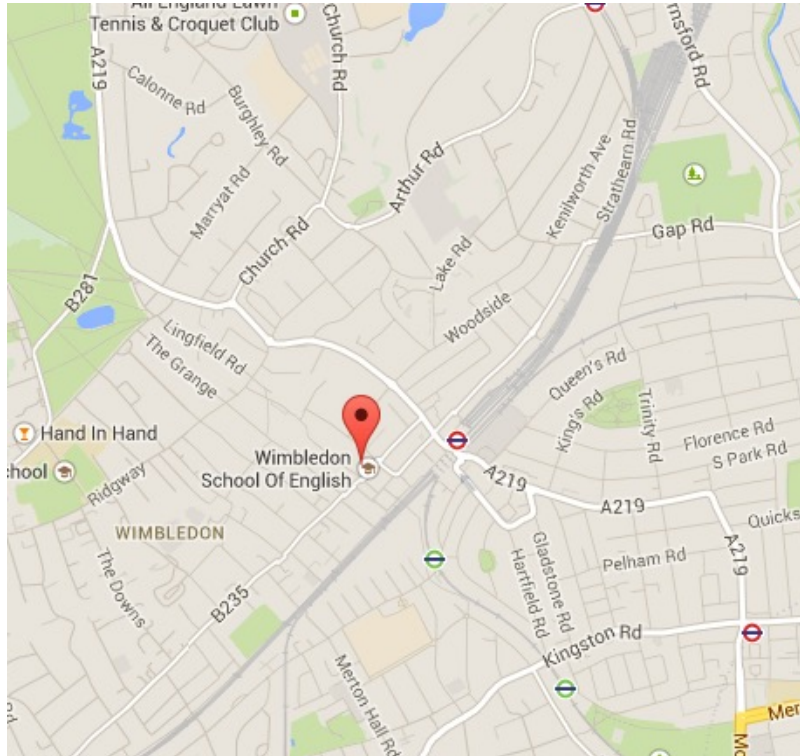 All England Lawn
Tennis & Croquet Club
Church Rd
A219
Calonne Rd
Burghley Rd
Arthur Rd
Kenilworth Ave
Strathearn Rd
Marryat Rd
Church Rd
Lake Rd
Gap Rd
B281
Woodside
Lingfield Rd
The Grange
Queen's Rd
King's Rd
Trinity Rd
Hand In Hand
Florence Rd
S Park Rd
Wimbledon
School Of English
A219
A219
Ridgway
WIMBLEDON
The Downs
B235
Gladstone Rd
Hartfield Rd
Pelham Rd
A219
Kingston Rd
Merton Hall Rd